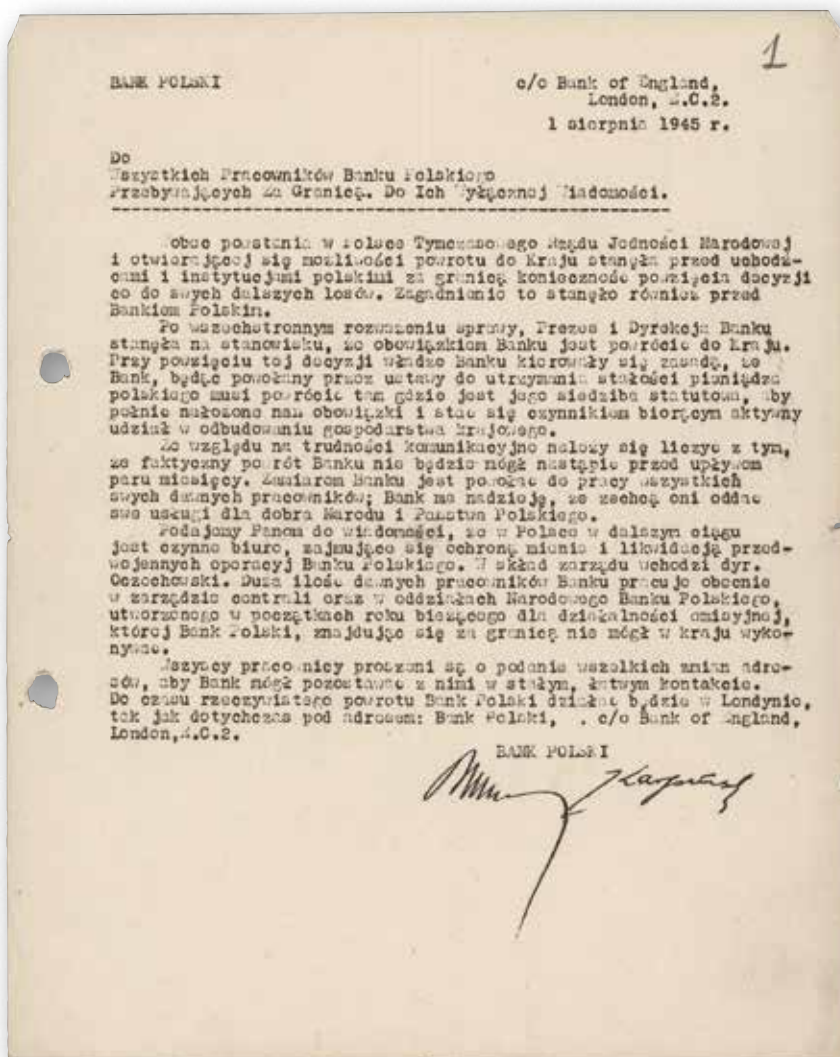 1
BANK POLSKI
c/o Bank of England,
London, E.C.2.
1 sierpnia 1945 r.
Do
Wszystkich Pracowników Banku Polskiego
Przebywających Za Granicą. Do Ich Wyłącznej Wiadomości.
Wobec powstania w Polsce Tymczasowego Rządu Jedności Narodowej
i otwierającej się możliwości powrotu do Kraju stanęła przed uchodź-
cami i instytucjami polskimi za granicą konieczność powzięcia decyzji
co do swych dalszych losów. Zagadnienie to stanęło również przed
Bankiem Polskim.
Po wszechstronnym rozważeniu sprawy, Prezes i Dyrekcja Banku
stanęła na stanowisku, że obowiązkiem Banku jest powrócić do Kraju.
Przy powzięciu tej decyzji władze Banku kierowały się zasadą, że
Bank, będąc powołany przez ustawy do utrzymania stałości pieniądza
polskiego musi powrócić tam gdzie jest jego siedziba statutowa, aby
pełnić nałożone nań obowiązki i stać się czynnikiem biorącym aktywny
udział w odbudowaniu gospodarstwa krajowego.
Ze względu na trudności komunikacyjne należy się liczyć z tym,
że faktyczny powrót Banku nie będzie mógł nastąpić przed upływem
paru miesięcy. Zamiarem Banku jest powołać do pracy wszystkich
swych dawnych pracowników; Bank ma nadzieję, że zechcą oni oddać
swe usługi dla dobra Narodu i Państwa Polskiego.
Podajemy Panom do wiadomości, że w Polsce w dalszym ciągu
jest czynne biuro, zajmujące się ochroną mienia i likwidacją przed-
wojennych operacyj Banku Polskiego. W skład zarządu wchodzi dyr.
Oczechowski. Duża ilość dawnych pracowników Banku pracuje obecnie
w zarządzie centrali oraz w oddziałach Narodowego Banku Polskiego,
utworzonego w początkach roku bieżącego dla działalności emisyjnej,
której Bank Polski, znajdując się za granicą nie mógł w kraju wyko-
nywać.
Wszyscy pracownicy proszeni są o podanie wszelkich zmian adre-
sów, aby Bank mógł pozostawać z nimi w stałym, łatwym kontakcie.
Do czasu rzeczywistego powrotu Bank Polski działać będzie w Londynie,
tak jak dotychczas pod adresem: Bank Polski, . c/o Bank of England,
London,E.C.2.
BANK POLSKI